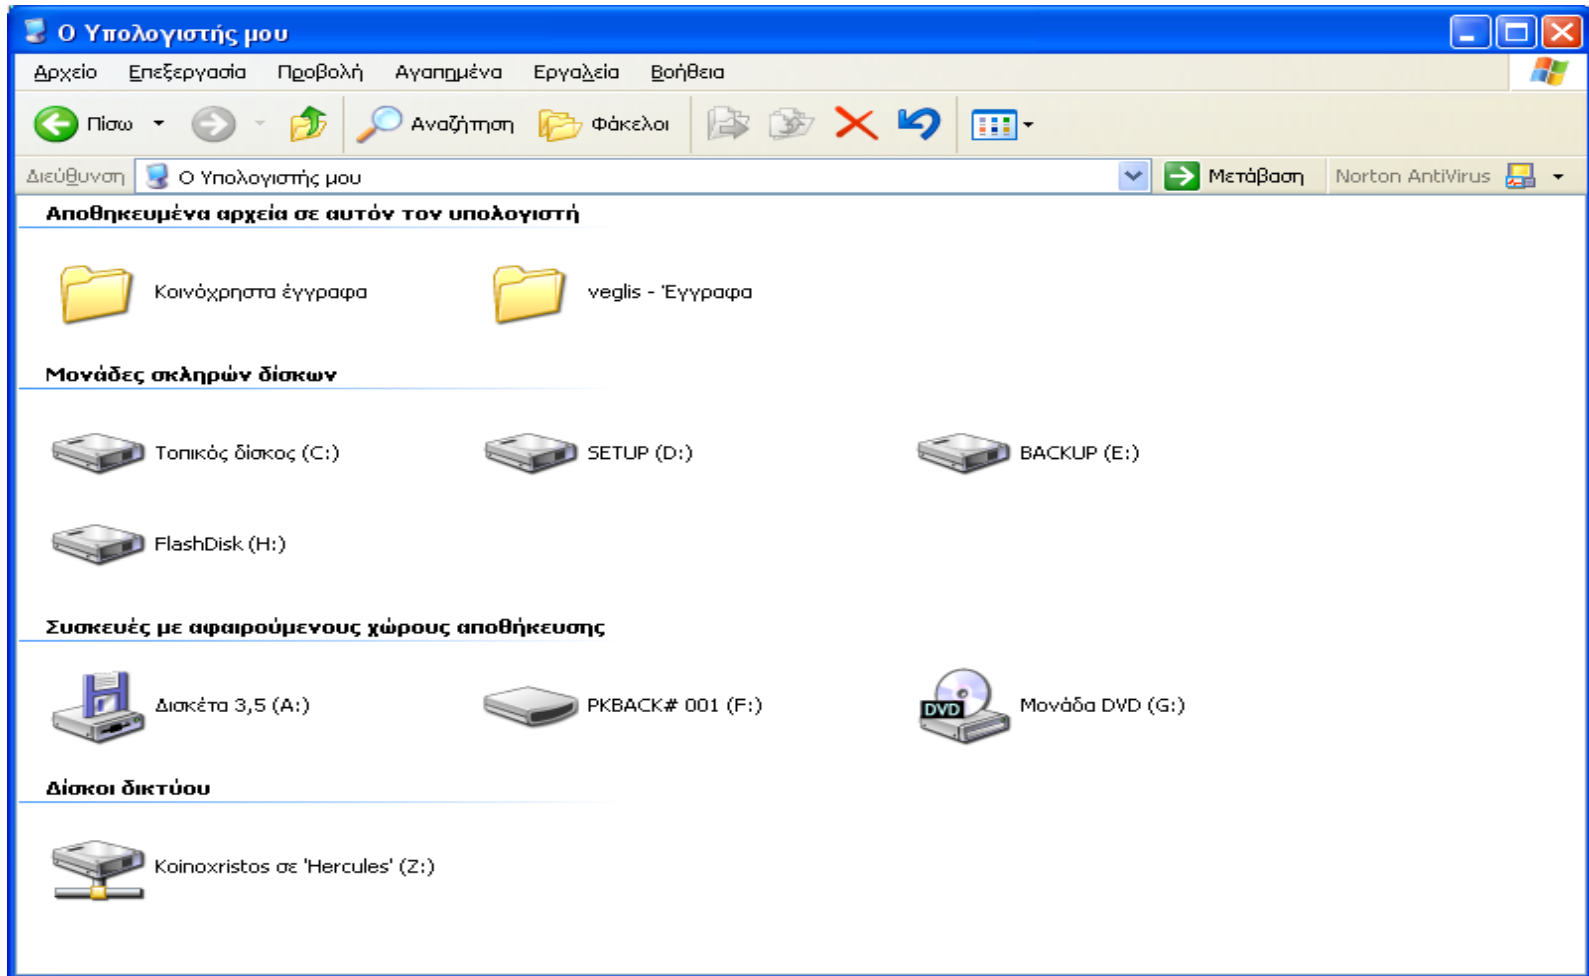 Ο Υπολογιστής μου
Αρχείο Επεξεργασία Προβολή Αγαπημένα Εργαλεία Βοήθεια
Πίσω Αναζήτηση Φάκελοι
Διεύθυνση Ο Υπολογιστής μου Μετάβαση Norton AntiVirus
Αποθηκευμένα αρχεία σε αυτόν τον υπολογιστή
Κοινόχρηστα έγγραφα veglis - Έγγραφα
Μονάδες σκληρών δίσκων
Τοπικός δίσκος (C:) SETUP (D:) BACKUP (E:)
FlashDisk (H:)
Συσκευές με αφαιρούμενους χώρους αποθήκευσης
Δισκέτα 3,5 (A:) PKBACK# 001 (F:) DVD Μονάδα DVD (G:)
Δίσκοι δικτύου
Koinoxristos σε 'Hercules' (Z:)